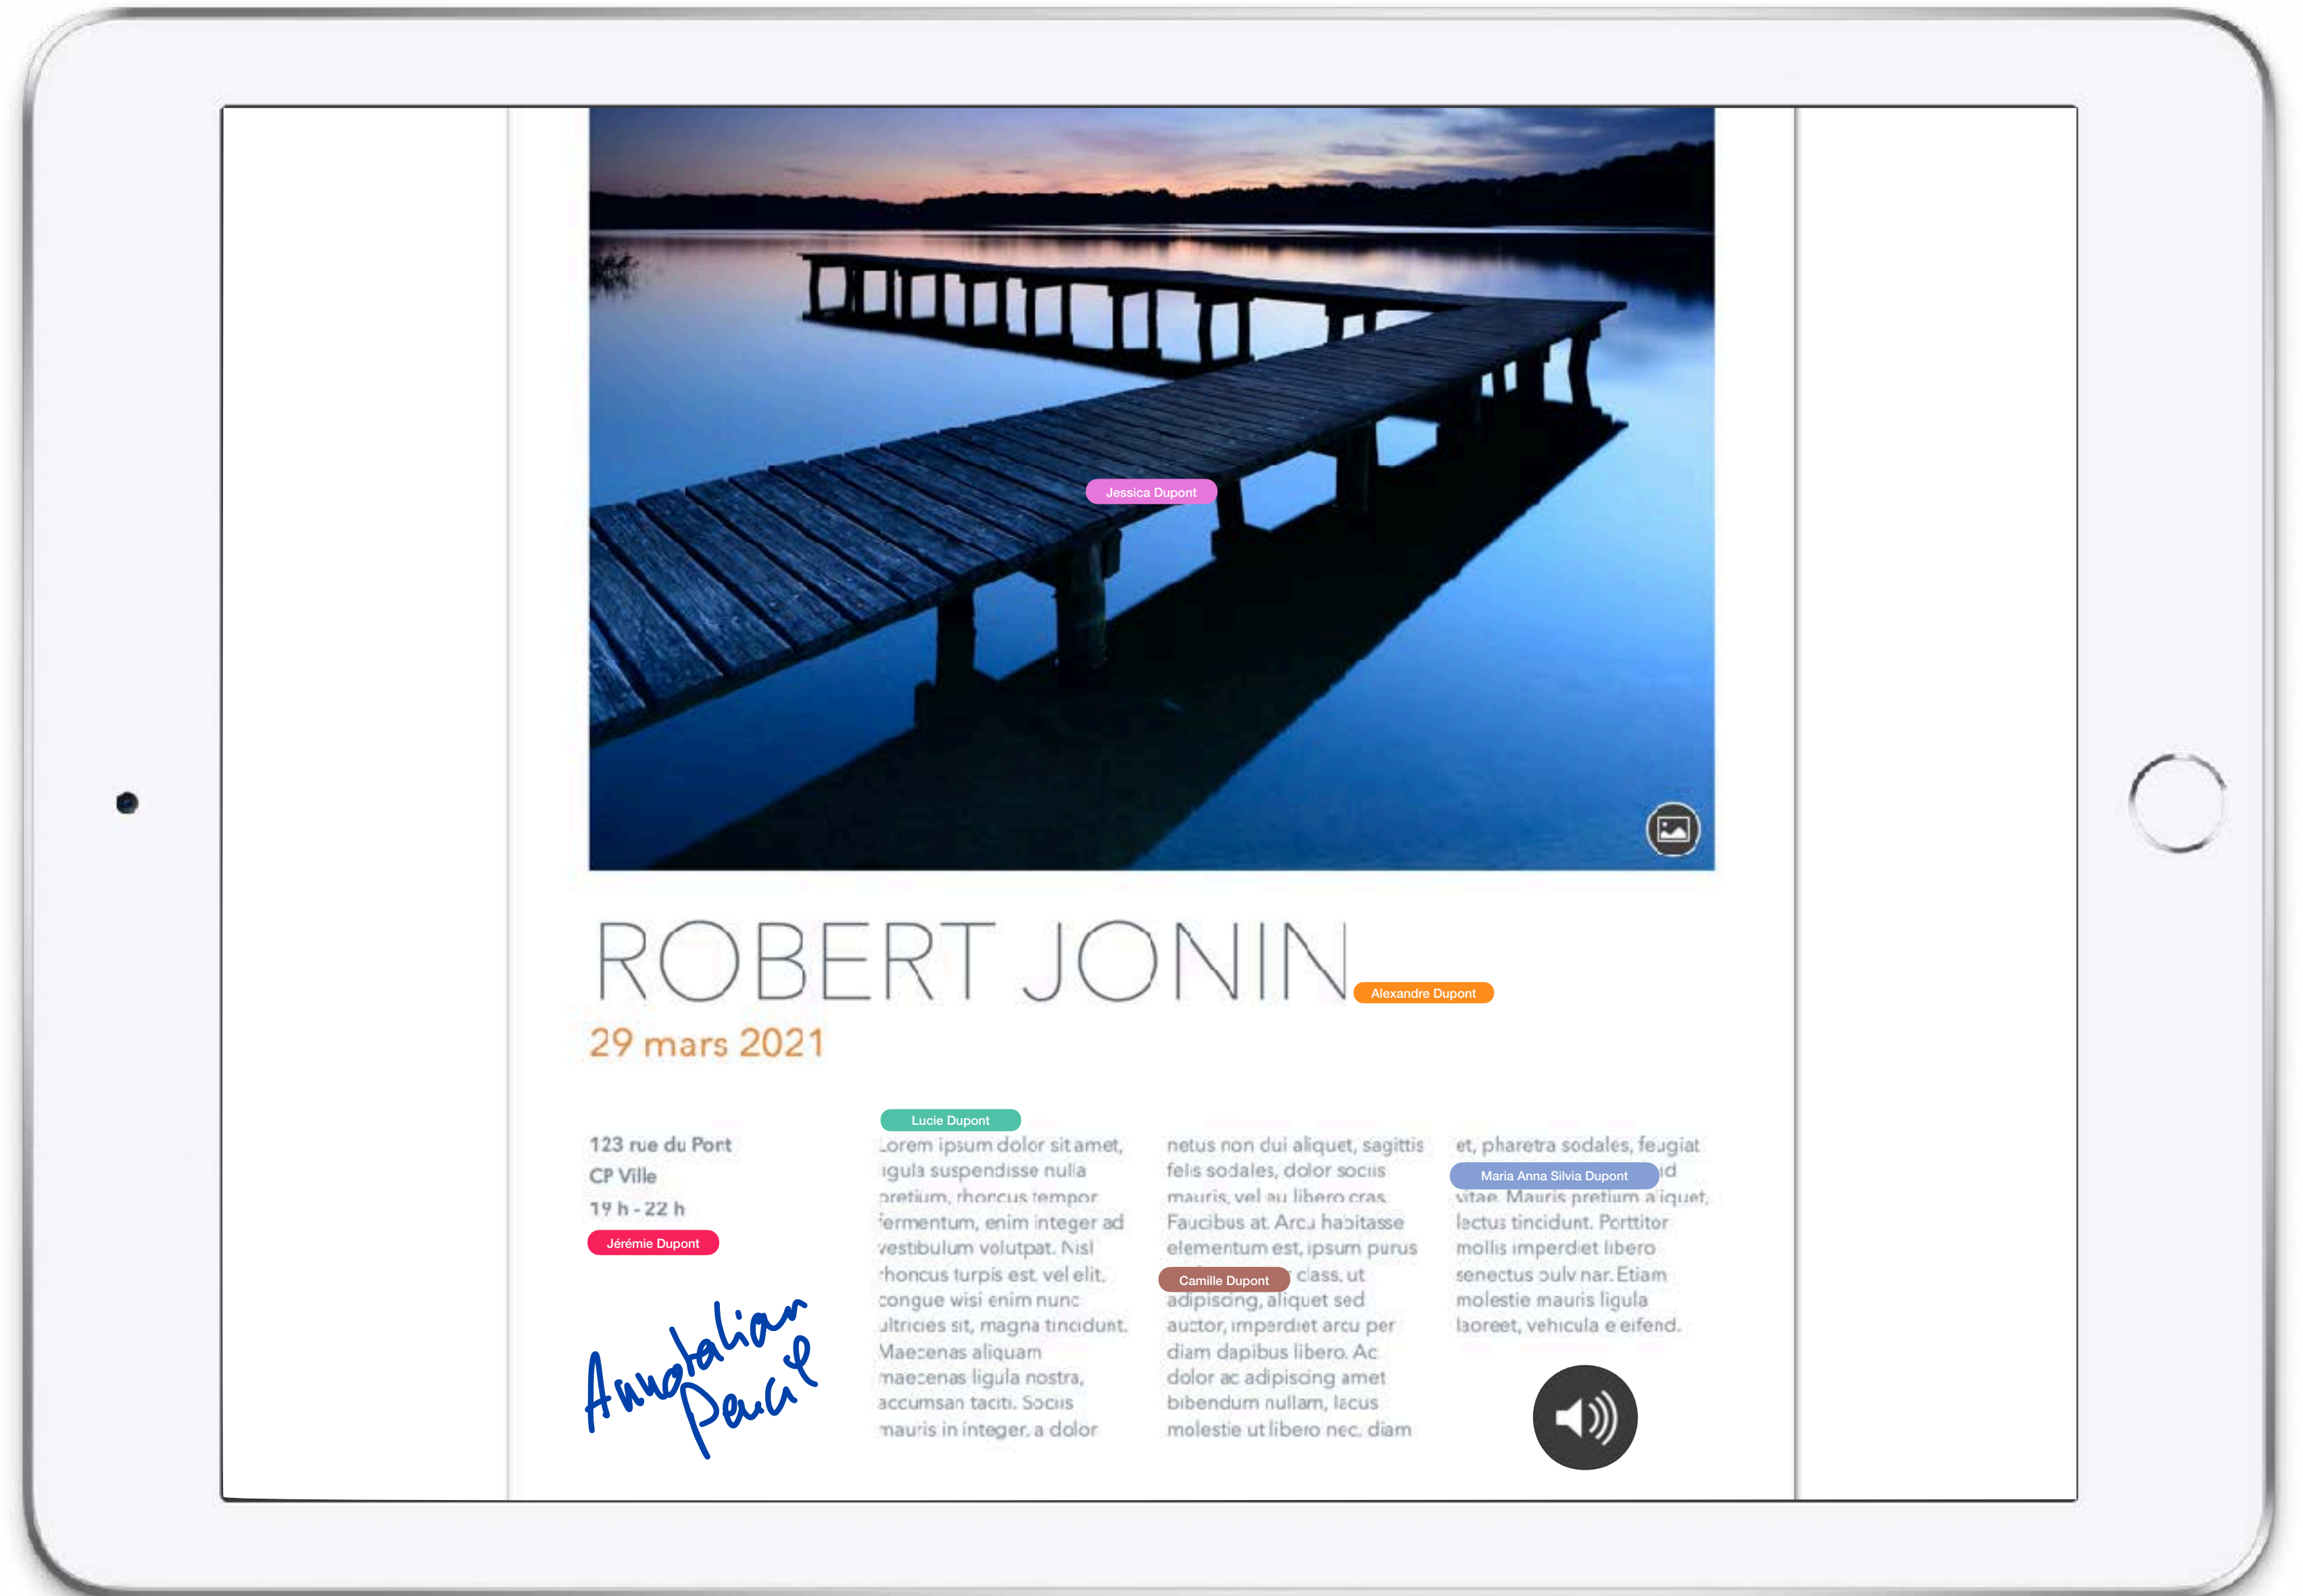 Jessica Dupont
ROBERT JONIN
Alexandre Dupont
29 mars 2021
123 rue du Port
CP Ville
19 h - 22 h
Jérémie Dupont
Annotation
Pencil
Lucie Dupont
Lorem ipsum dolor sit amet,
ligula suspendisse nulla
pretium, rhoncus tempor
fermentum, enim integer ad
vestibulum volutpat. Nisl
rhoncus turpis est, vel elit,
congue wisi enim nunc
ultricies sit, magna tincidunt.
Maecenas aliquam
maecenas ligula nostra,
accumsan taciti. Sociis
mauris in integer, a dolor
netus non dui aliquet, sagittis
felis sodales, dolor sociis
mauris, vel eu libero cras.
Faucibus at. Arcu habitasse
elementum est, ipsum purus
Camille Dupont
class, ut
adipiscing, aliquet sed
auctor, imperdiet arcu per
diam dapibus libero. Ac
dolor ac adipiscing amet
bibendum nullam, lacus
molestie ut libero nec, diam
et, pharetra sodales, feugiat
Maria Anna Silvia Dupont
id
vitae. Mauris pretium aliquet,
lectus tincidunt. Porttitor
mollis imperdiet libero
senectus pulvinar. Etiam
molestie mauris ligula
laoreet, vehicula eleifend.